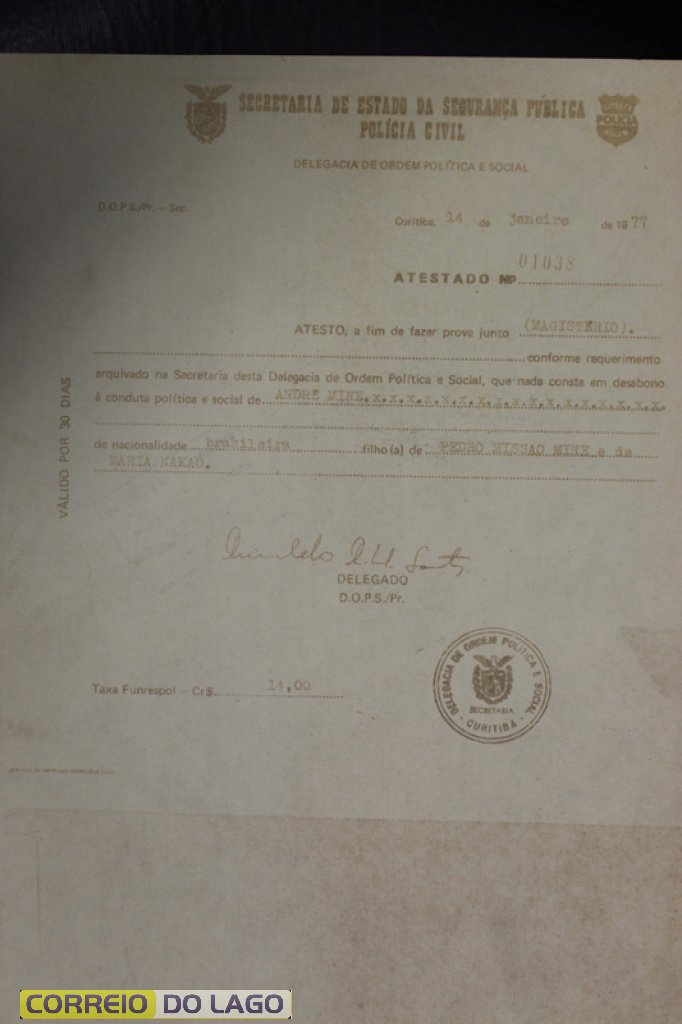 SECRETARIA DE ESTADO DA SEGURANÇA PÚBLICA
POLÍCIA CIVIL
POLICIA
DELEGACIA DE ORDEM POLÍTICA E SOCIAL
D.O.P.S./Pr. — Sec.
Curitiba, 14 de janeiro de 1977
ATESTADO Nº 01038
ATESTO, a fim de fazer prova junto (MAGISTÉRIO).
conforme requerimento
arquivado na Secretaria desta Delegacia de Ordem Política e Social, que nada consta em desabono
à conduta política e social de ANDRÉ MINE.x.x.x.x.x.x.x.x.x.x.x.x.x.x.x.x.x.
de nacionalidade brasileira filho(a) de PEDRO MISSAO MINE e de
MARIA NAKAO.
VÁLIDO POR 30 DIAS
DELEGADO
D.O.P.S./Pr.
DELEGACIA DE ORDEM POLÍTICA E SOCIAL
SECRETARIA
- CURITIBA -
Taxa Funrespol — Cr$ 14,00
CORREIO DO LAGO